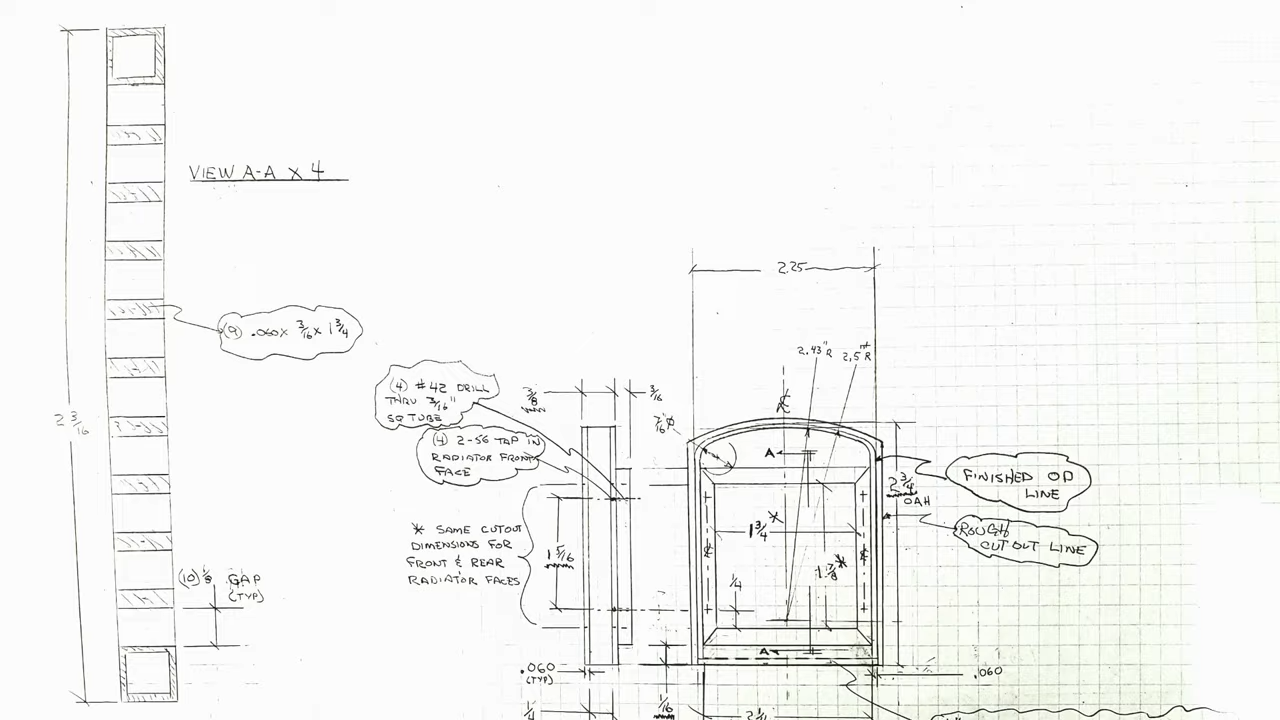 VIEW A-A X 4
2 3/16
(9) .060 x 3/16 x 1 3/4
(10) 1/8 GAP
(TYP)
2.25
2.43" R
2.5" R
(4) #42 DRILL
THRU 3/16"
SQ TUBE
(4) 2-56 TAP IN
RADIATOR FRONT
FACE
3/8
3/16
7/16 Ø
℄
A
FINISHED OD
LINE
2 3/4
OAH
ROUGH
CUTOUT LINE
* SAME CUTOUT
DIMENSIONS FOR
FRONT & REAR
RADIATOR FACES
1 5/16
1 3/4 *
℄
℄
1/4
A
.060
(TYP)
.060
1/4
1/16